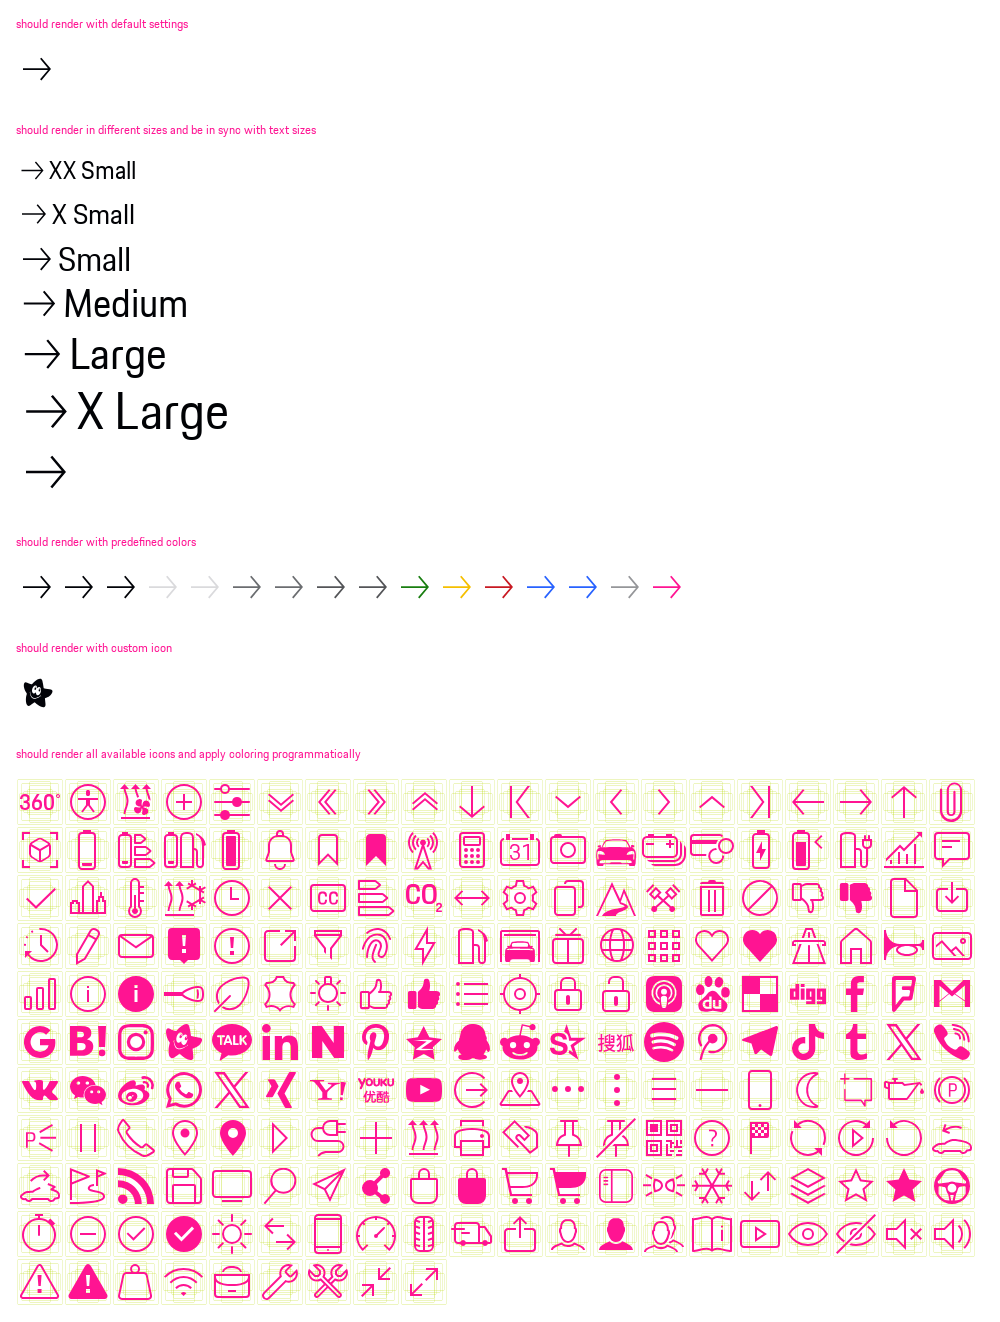 should render with default settings
should render in different sizes and be in sync with text sizes
XX Small
X Small
Small
Medium
Large
X Large
should render with predefined colors
should render with custom icon
should render all available icons and apply coloring programmatically
360°
31
CC
CO2
du
digg
B!
TALK
in
搜狐
Y!
YOUKU
优酷
P
P